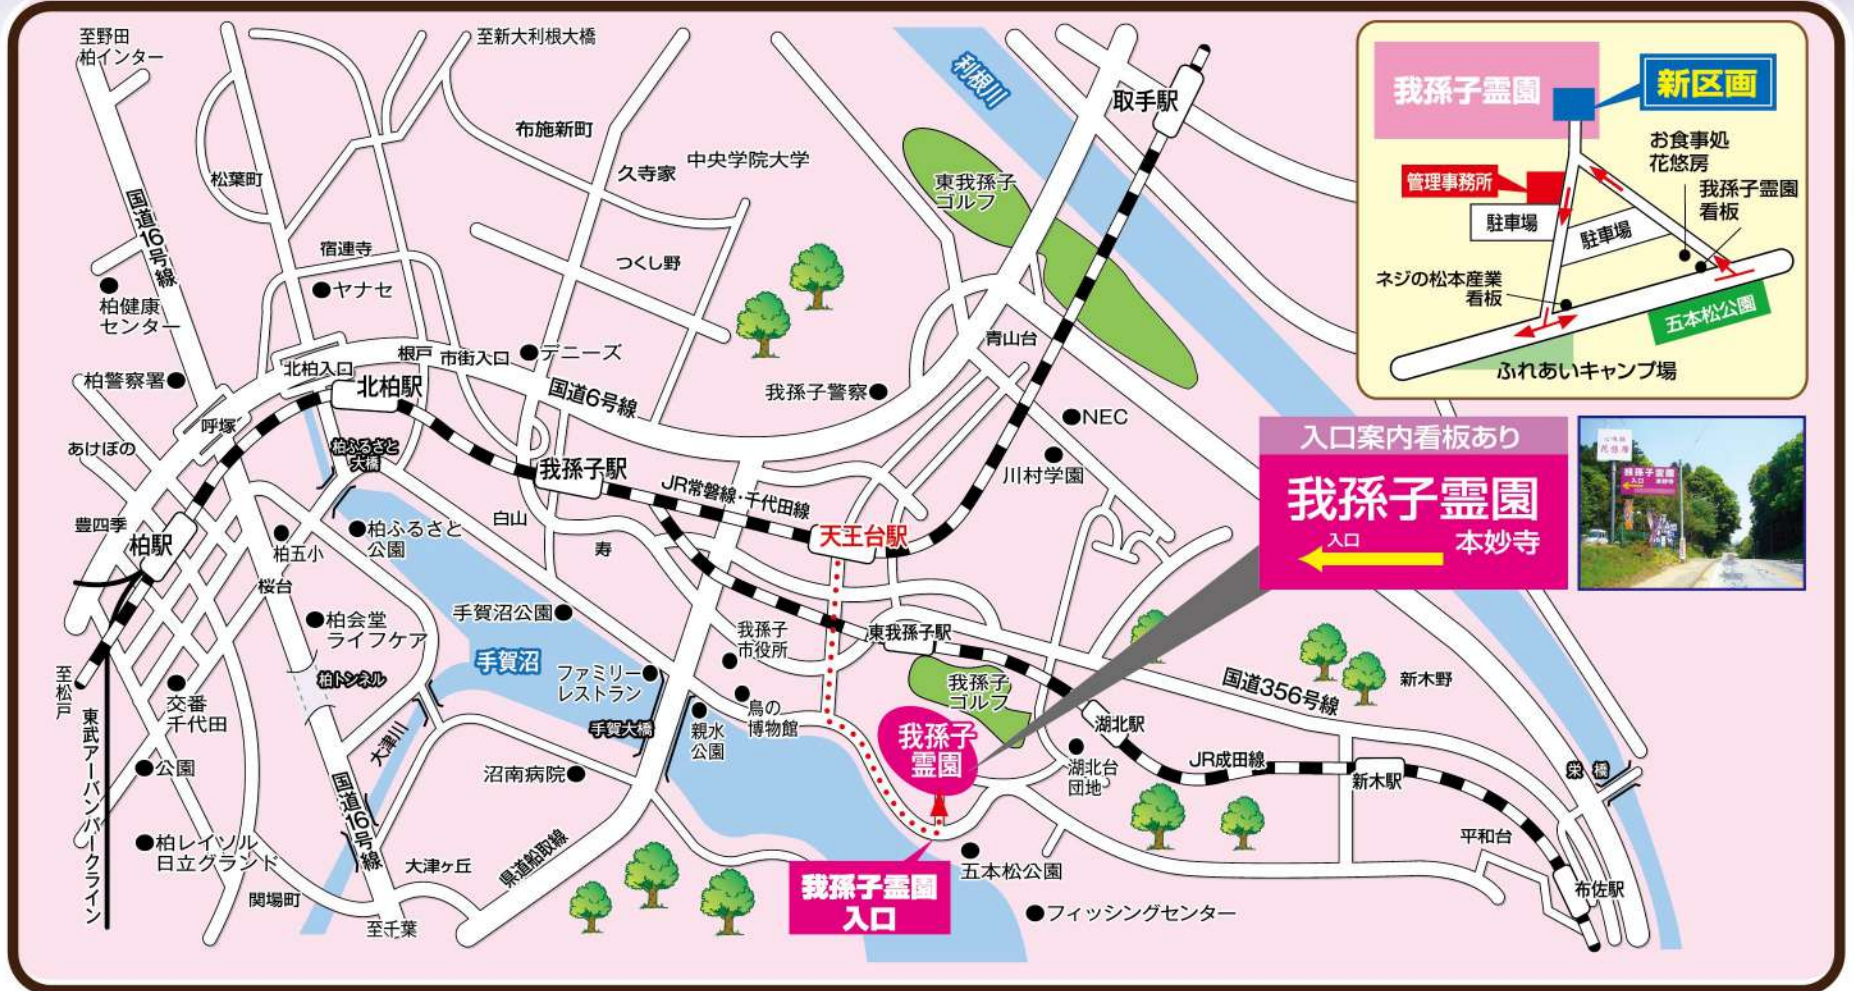 至野田
柏インター
至新大利根大橋
利根川
取手駅
布施新町
久寺家
中央学院大学
東我孫子
ゴルフ
松葉町
国道16号線
宿連寺
つくし野
ヤナセ
柏健康
センター
青山台
根戸
市街入口
デニーズ
北柏入口
北柏駅
柏警察署
国道6号線
我孫子警察
NEC
呼塚
あけぼの
柏ふるさと
大橋
我孫子駅
JR常磐線・千代田線
川村学園
豊四季
柏駅
柏五小
柏ふるさと
公園
白山
寿
天王台駅
桜台
手賀沼公園
柏会堂
ライフケア
我孫子
市役所
東我孫子駅
手賀沼
ファミリー
レストラン
至松戸
柏トンネル
我孫子
ゴルフ
国道356号線
新木野
交番
千代田
東武アーバンパークライン
大津川
手賀大橋
親水
公園
鳥の
博物館
我孫子
霊園
湖北駅
湖北台
団地
JR成田線
新木駅
栄橋
公園
沼南病院
国道16号線
柏レイソル
日立グランド
大津ヶ丘
県道船取線
平和台
関場町
至千葉
我孫子霊園
入口
五本松公園
フィッシングセンター
布佐駅
我孫子霊園
新区画
お食事処
花悠房
管理事務所
我孫子霊園
看板
駐車場
駐車場
ネジの松本産業
看板
五本松公園
ふれあいキャンプ場
入口案内看板あり
我孫子霊園
入口
本妙寺
我孫子霊園
入口
本妙寺